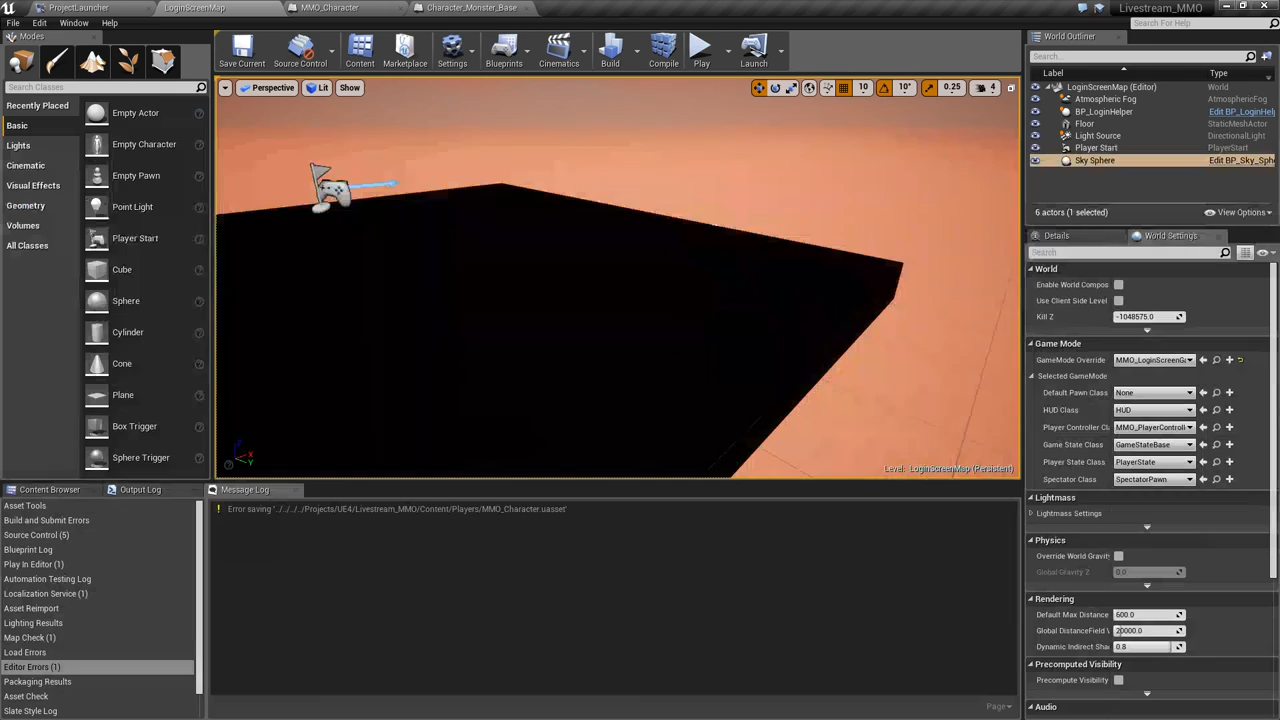 ProjectLauncher
LoginScreenMap
MMO_Character
Character_Monster_Base
Livestream_MMO
File
Edit
Window
Help
Search For Help
Modes
Search Classes
Recently Placed
Basic
Lights
Cinematic
Visual Effects
Geometry
Volumes
All Classes
Empty Actor
Empty Character
Empty Pawn
Point Light
Player Start
Cube
Sphere
Cylinder
Cone
Plane
Box Trigger
Sphere Trigger
Save Current
Source Control
Content
Marketplace
Settings
Blueprints
Cinematics
Build
Compile
Play
Launch
Perspective
Lit
Show
10
10°
0.25
4
Level: LoginScreenMap (Persistent)
World Outliner
Search...
Label
Type
LoginScreenMap (Editor)
World
Atmospheric Fog
AtmosphericFog
BP_LoginHelper
Edit BP_LoginHel
Floor
StaticMeshActor
Light Source
DirectionalLight
Player Start
PlayerStart
Sky Sphere
Edit BP_Sky_Sph
6 actors (1 selected)
View Options
Details
World Settings
Search
World
Enable World Compos
Use Client Side Level
Kill Z
-1048575.0
Game Mode
GameMode Override
MMO_LoginScreenG
Selected GameMode
Default Pawn Class
None
HUD Class
HUD
Player Controller Cl
MMO_PlayerControll
Game State Class
GameStateBase
Player State Class
PlayerState
Spectator Class
SpectatorPawn
Lightmass
Lightmass Settings
Physics
Override World Gravit
Global Gravity Z
0.0
Rendering
Default Max Distance
600.0
Global DistanceField
20000.0
Dynamic Indirect Sha
0.8
Precomputed Visibility
Precompute Visibility
Audio
Content Browser
Output Log
Message Log
Asset Tools
Build and Submit Errors
Source Control (5)
Blueprint Log
Play In Editor (1)
Automation Testing Log
Localization Service (1)
Asset Reimport
Lighting Results
Map Check (1)
Load Errors
Editor Errors (1)
Packaging Results
Asset Check
Slate Style Log
Error saving '../../../../Projects/UE4/Livestream_MMO/Content/Players/MMO_Character.uasset'
Page